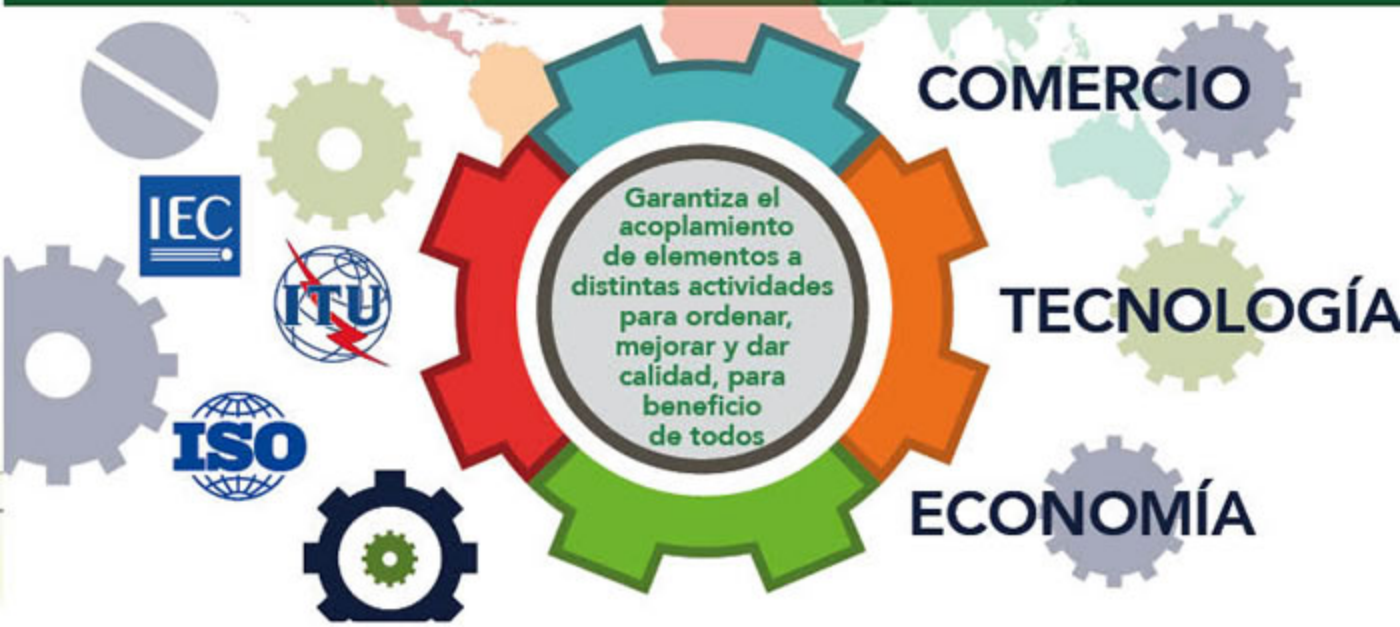 IEC
ITU
ISO
Garantiza el
acoplamiento
de elementos a
distintas actividades
para ordenar,
mejorar y dar
calidad, para
beneficio
de todos
COMERCIO
TECNOLOGÍA
ECONOMÍA